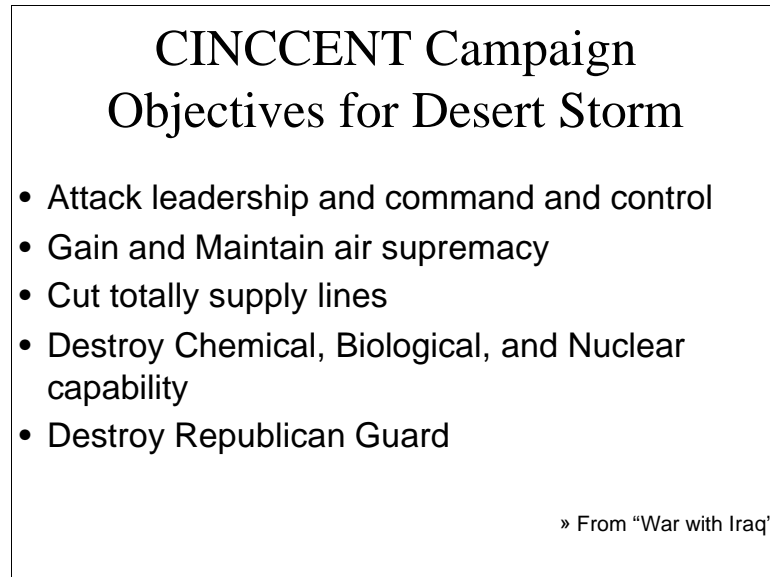 CINCCENT Campaign
Objectives for Desert Storm
• Attack leadership and command and control
• Gain and Maintain air supremacy
• Cut totally supply lines
• Destroy Chemical, Biological, and Nuclear
capability
• Destroy Republican Guard
» From “War with Iraq”